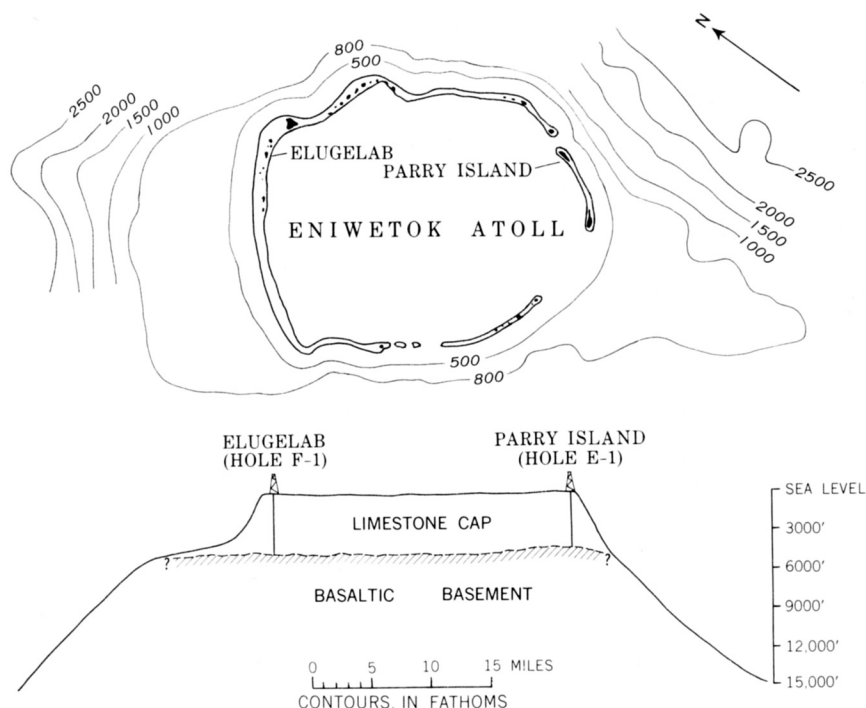 N
800
500
2500
2000
1500
1000
ELUGELAB
PARRY ISLAND
ENIWETOK ATOLL
2500
2000
1500
1000
500
800
ELUGELAB
(HOLE F-1)
PARRY ISLAND
(HOLE E-1)
SEA LEVEL
LIMESTONE CAP
3000'
6000'
? ?
BASALTIC BASEMENT
9000'
12,000'
15,000'
0 5 10 15 MILES
CONTOURS, IN FATHOMS